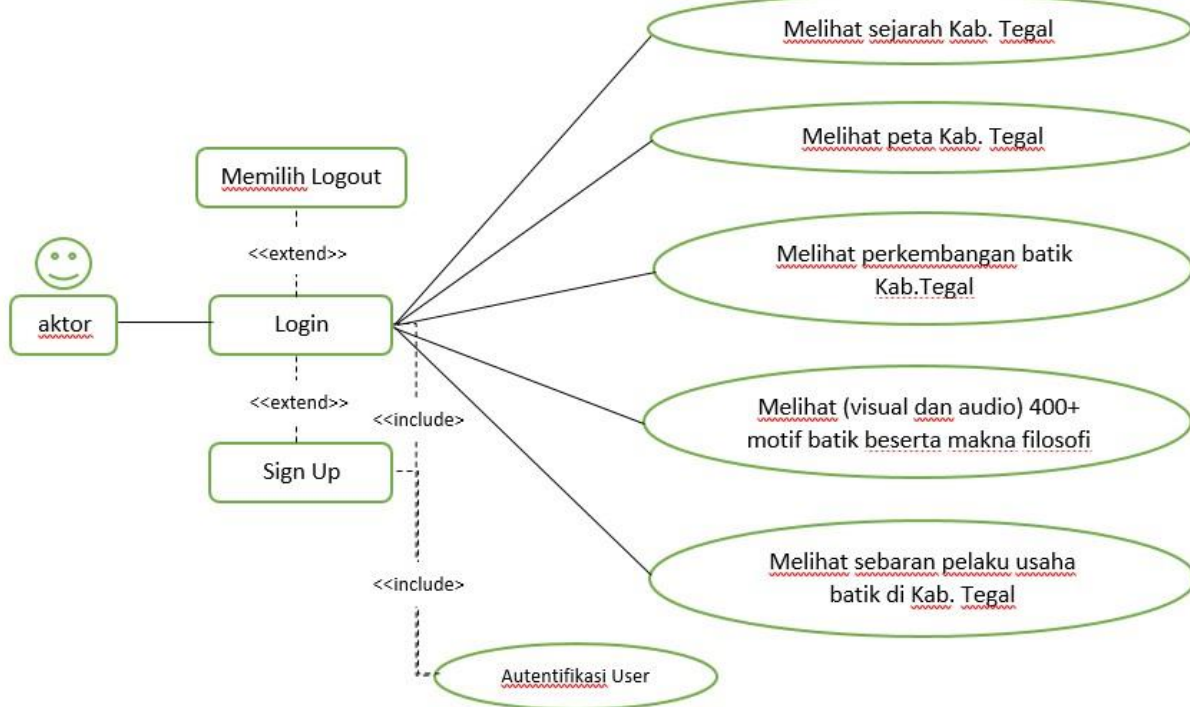 Melihat sejarah Kab. Tegal
Melihat peta Kab. Tegal
Memilih Logout
<<extend>>
Melihat perkembangan batik
Kab.Tegal
aktor
Login
<<extend>>
<<include>
Melihat (visual dan audio) 400+
motif batik beserta makna filosofi
Sign Up
Melihat sebaran pelaku usaha
batik di Kab. Tegal
<<include>
Autentifikasi User